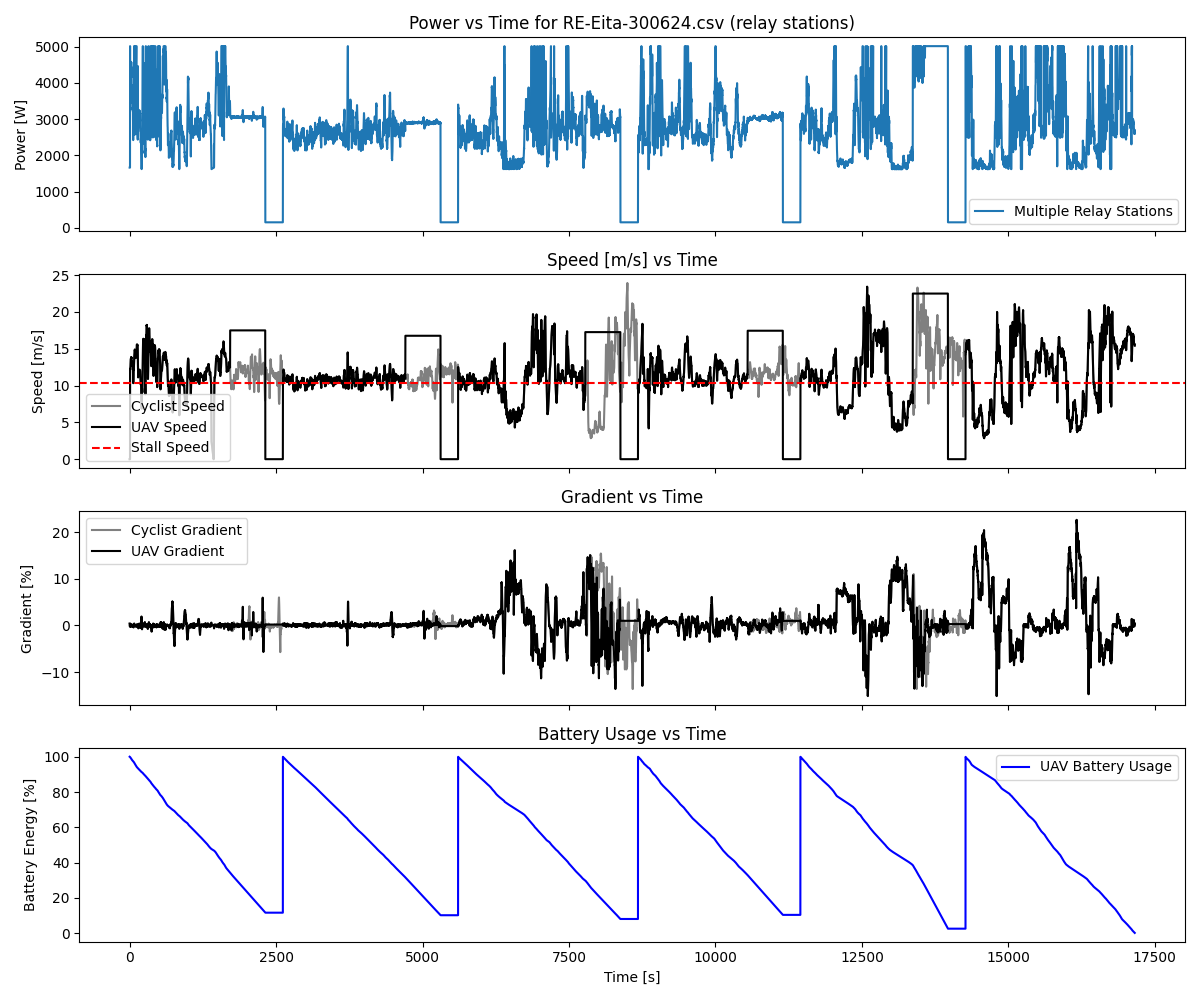 Power vs Time for RE-Eita-300624.csv (relay stations)
Power [W]
5000
4000
3000
2000
1000
0
Multiple Relay Stations
Speed [m/s] vs Time
Speed [m/s]
25
20
15
10
5
0
Cyclist Speed
UAV Speed
Stall Speed
Gradient vs Time
Gradient [%]
20
10
0
−10
Cyclist Gradient
UAV Gradient
Battery Usage vs Time
Battery Energy [%]
100
80
60
40
20
0
UAV Battery Usage
0 2500 5000 7500 10000 12500 15000 17500
Time [s]